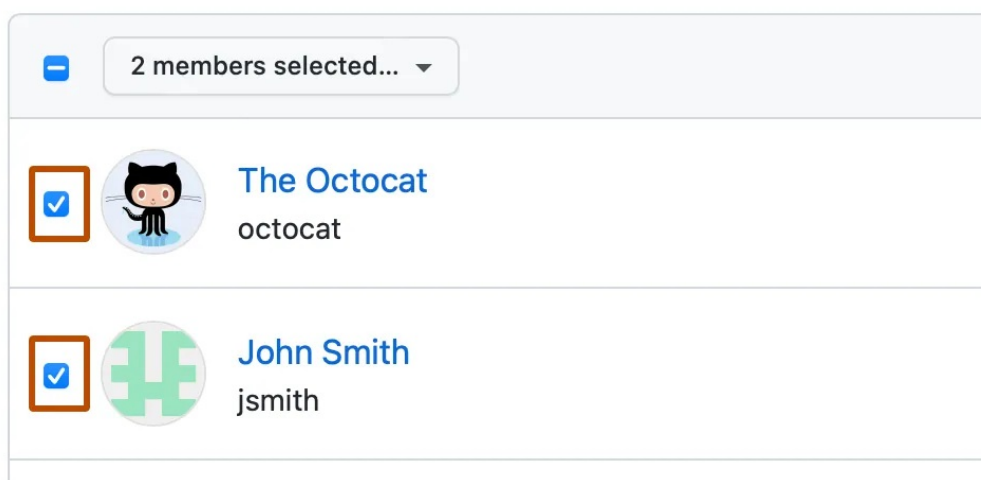 2 members selected...
The Octocat
octocat
John Smith
jsmith